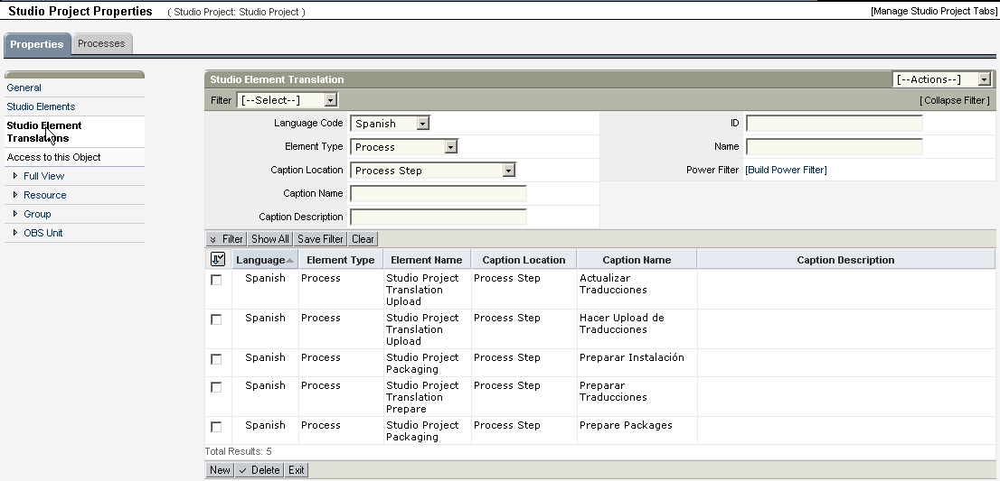 Studio Project Properties ( Studio Project: Studio Project ) [Manage Studio Project Tabs]
Properties Processes
General
Studio Elements
Studio Element
Translations
Access to this Object
Full View
Resource
Group
OBS Unit
Studio Element Translation [--Actions--]
Filter [--Select--] [ Collapse Filter ]
Language Code Spanish ID
Element Type Process Name
Caption Location Process Step Power Filter [Build Power Filter]
Caption Name
Caption Description
Filter Show All Save Filter Clear
Language Element Type Element Name Caption Location Caption Name Caption Description
Spanish Process Studio Project Process Step Actualizar
Translation Traducciones
Upload
Spanish Process Studio Project Process Step Hacer Upload de
Translation Traducciones
Upload
Spanish Process Studio Project Process Step Preparar Instalación
Packaging
Spanish Process Studio Project Process Step Preparar
Translation Traducciones
Prepare
Spanish Process Studio Project Process Step Prepare Packages
Packaging
Total Results: 5
New Delete Exit